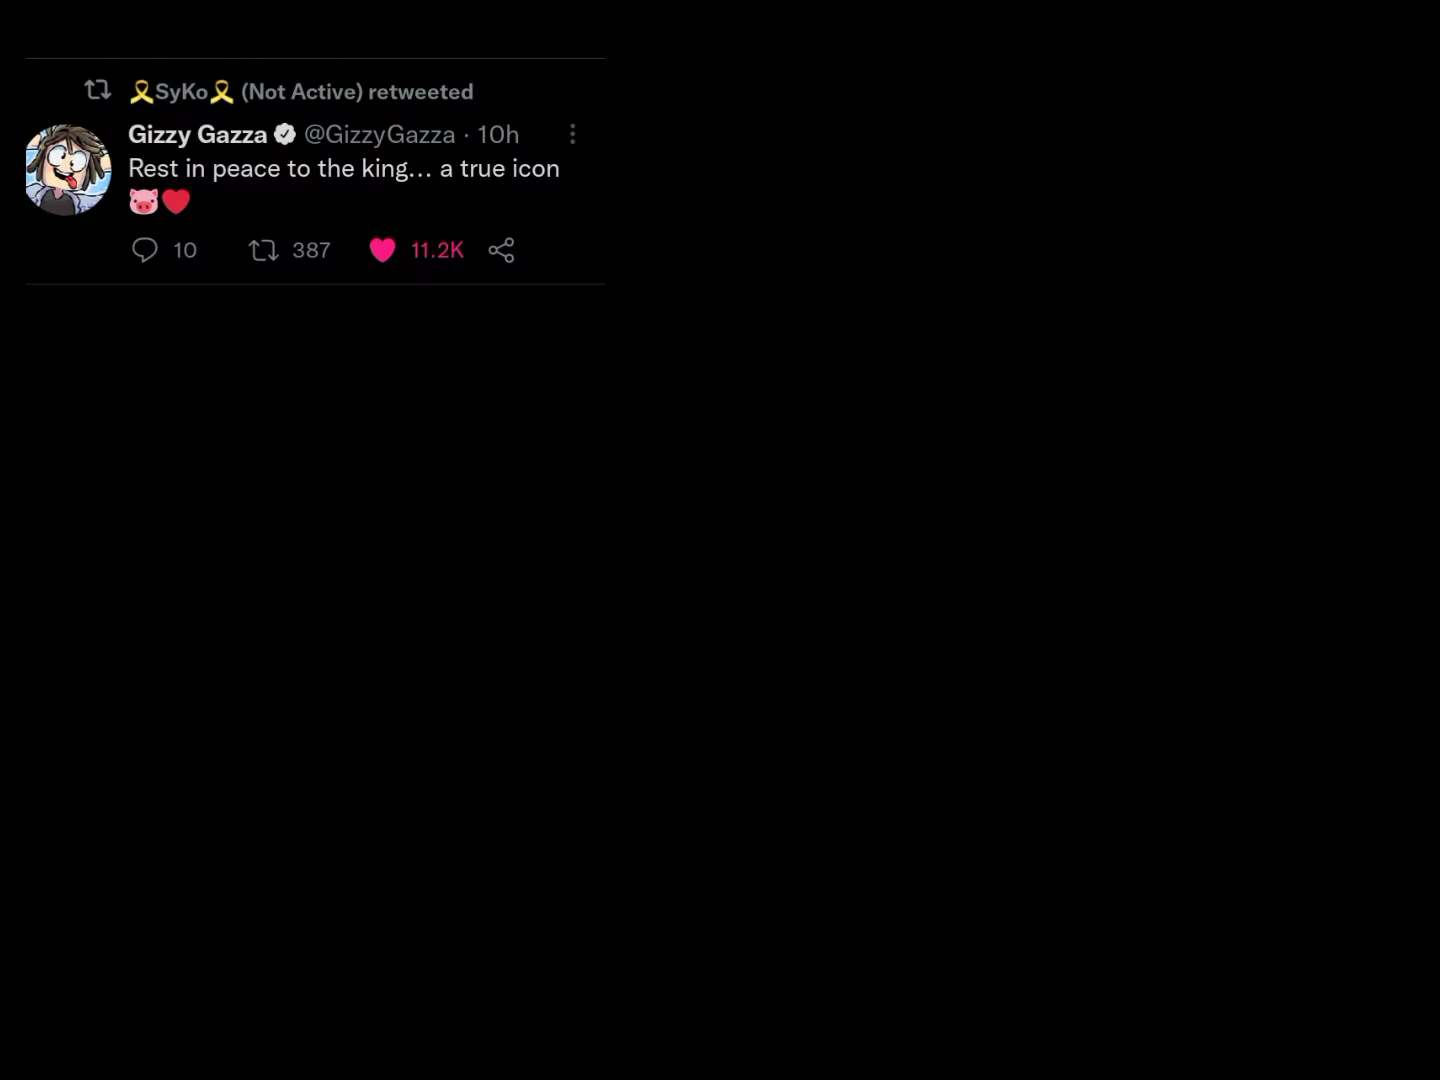 🎗SyKo🎗 (Not Active) retweeted
Gizzy Gazza @GizzyGazza · 10h
Rest in peace to the king... a true icon
🐷❤️
10 387 11.2K